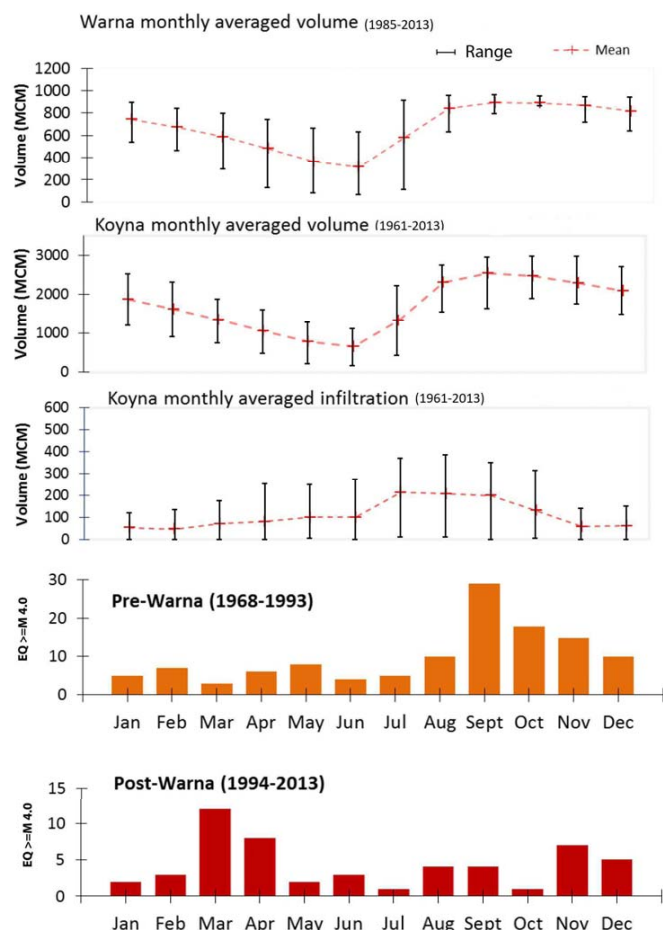 Warna monthly averaged volume (1985-2013)
Range
Mean
Volume (MCM)
1200
1000
800
600
400
200
0
Koyna monthly averaged volume (1961-2013)
Volume (MCM)
3000
2000
1000
0
Koyna monthly averaged infiltration (1961-2013)
Volume (MCM)
600
500
400
300
200
100
0
Pre-Warna (1968-1993)
EQ >=M 4.0
30
20
10
0
Jan Feb Mar Apr May Jun Jul Aug Sept Oct Nov Dec
Post-Warna (1994-2013)
EQ >=M 4.0
15
10
5
0
Jan Feb Mar Apr May Jun Jul Aug Sept Oct Nov Dec